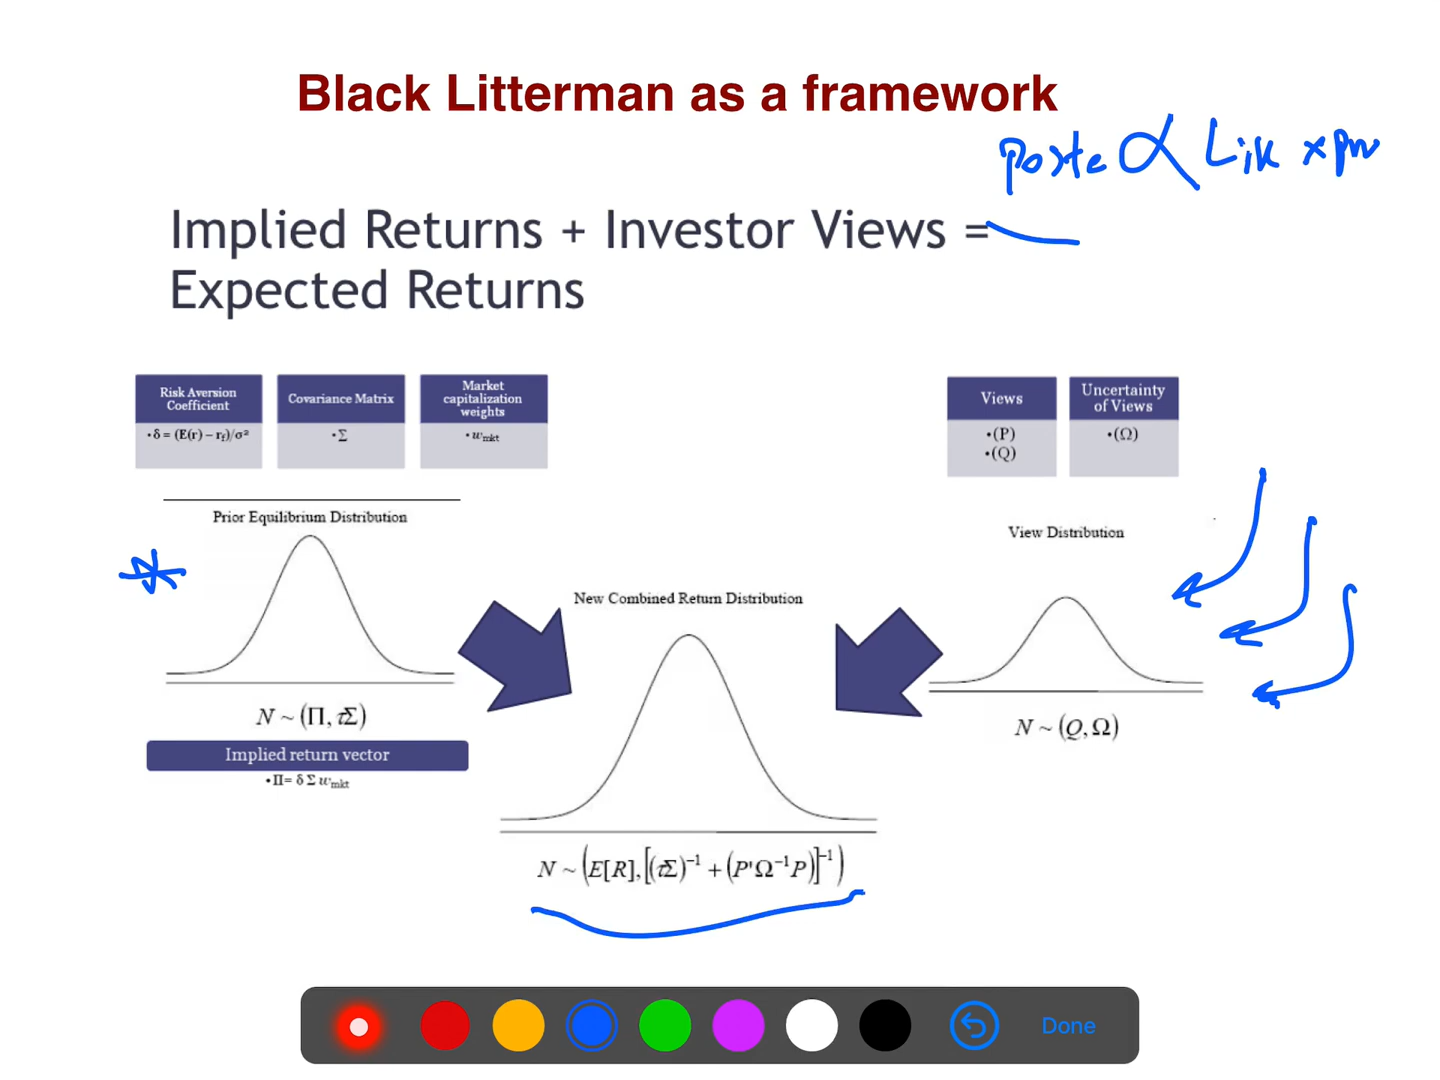 Black Litterman as a framework
Poste ∝ Lik ×
Implied Returns + Investor Views =
Expected Returns
Risk Aversion
Coefficient
•δ = (E(r) – r_f)/σ²
Covariance Matrix
•Σ
Market
capitalization
weights
•w_mkt
Views
•(P)
•(Q)
Uncertainty
of Views
•(Ω)
Prior Equilibrium Distribution
N ~ (Π, τΣ)
Implied return vector
•Π= δ Σ w_mkt
View Distribution
N ~ (Q, Ω)
New Combined Return Distribution
N ~ (E[R], [(τΣ)⁻¹ + (P'Ω⁻¹P)]⁻¹)
Done